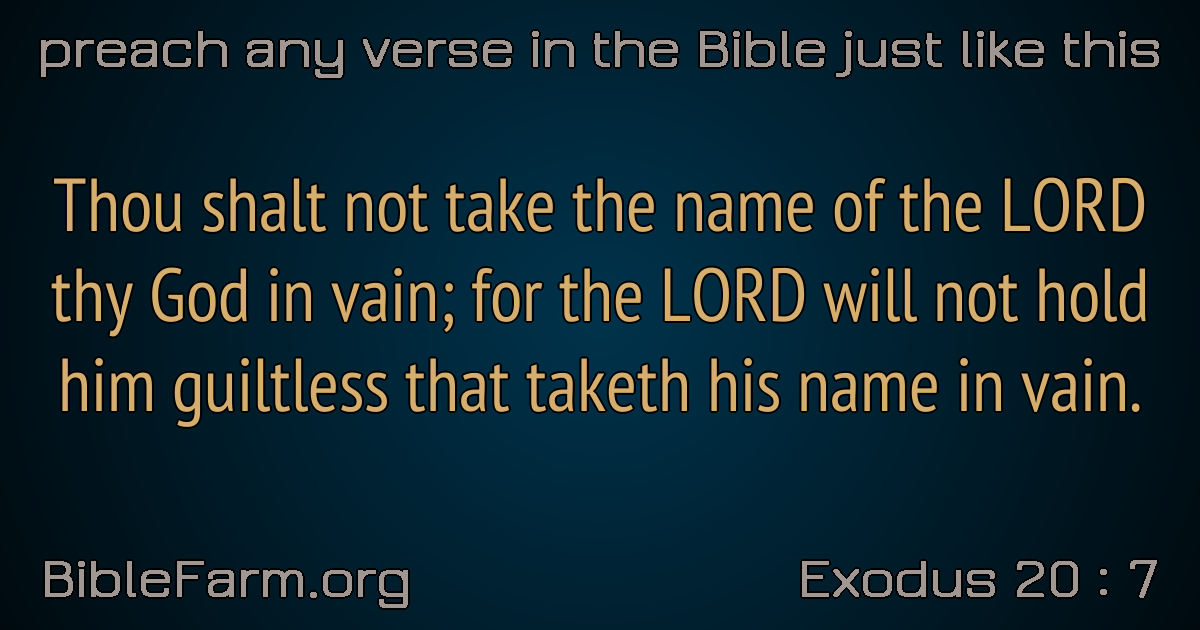 preach any verse in the Bible just like this
Thou shalt not take the name of the LORD
thy God in vain; for the LORD will not hold
him guiltless that taketh his name in vain.
BibleFarm.org
Exodus 20 : 7